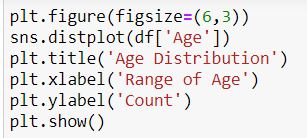 plt.figure(figsize=(6,3))
sns.distplot(df['Age'])
plt.title('Age Distribution')
plt.xlabel('Range of Age')
plt.ylabel('Count')
plt.show()